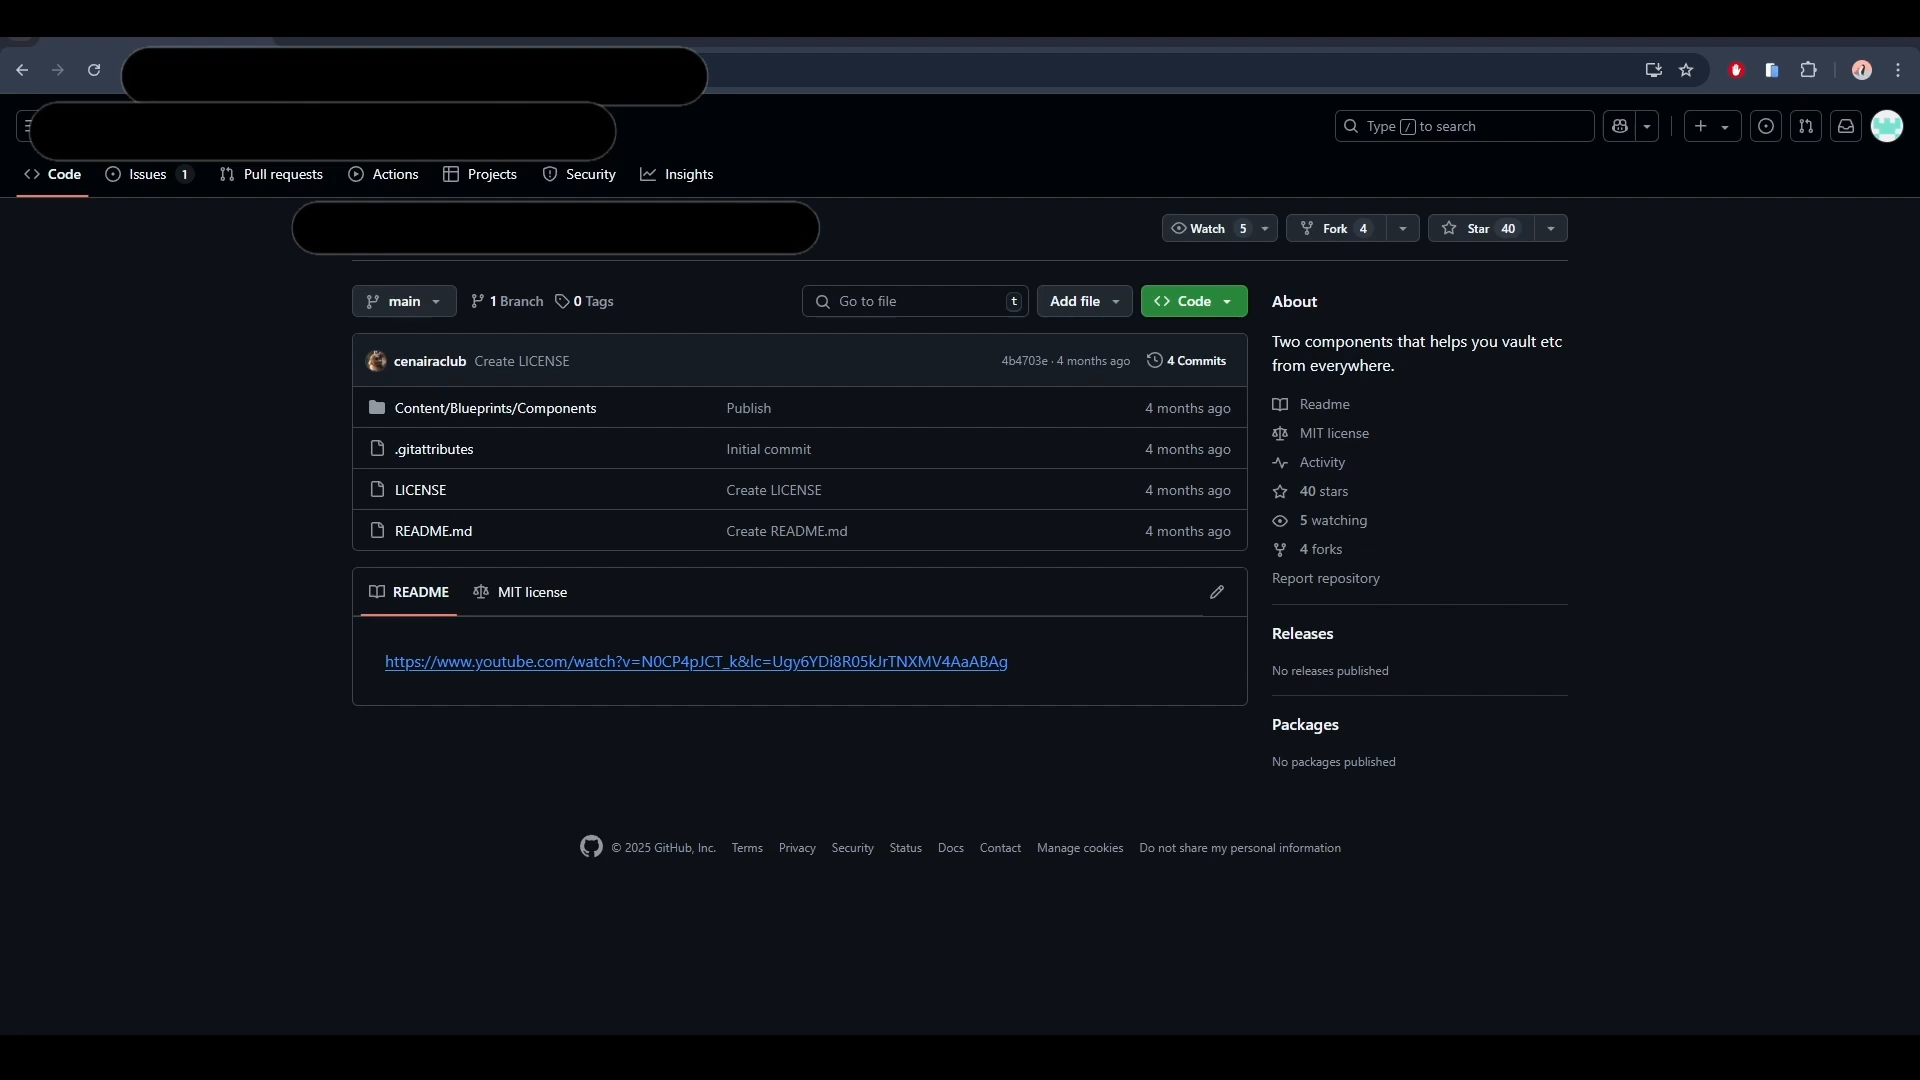 Type / to search
Code
Issues 1
Pull requests
Actions
Projects
Security
Insights
Watch 5
Fork 4
Star 40
main
1 Branch
0 Tags
Go to file
t
Add file
Code
cenairaclub Create LICENSE 4b4703e · 4 months ago 4 Commits
Content/Blueprints/Components Publish 4 months ago
.gitattributes Initial commit 4 months ago
LICENSE Create LICENSE 4 months ago
README.md Create README.md 4 months ago
README
MIT license
https://www.youtube.com/watch?v=N0CP4pJCT_k&lc=Ugy6YDi8R05kJrTNXMV4AaABAg
About
Two components that helps you vault etc
from everywhere.
Readme
MIT license
Activity
40 stars
5 watching
4 forks
Report repository
Releases
No releases published
Packages
No packages published
© 2025 GitHub, Inc. Terms Privacy Security Status Docs Contact Manage cookies Do not share my personal information